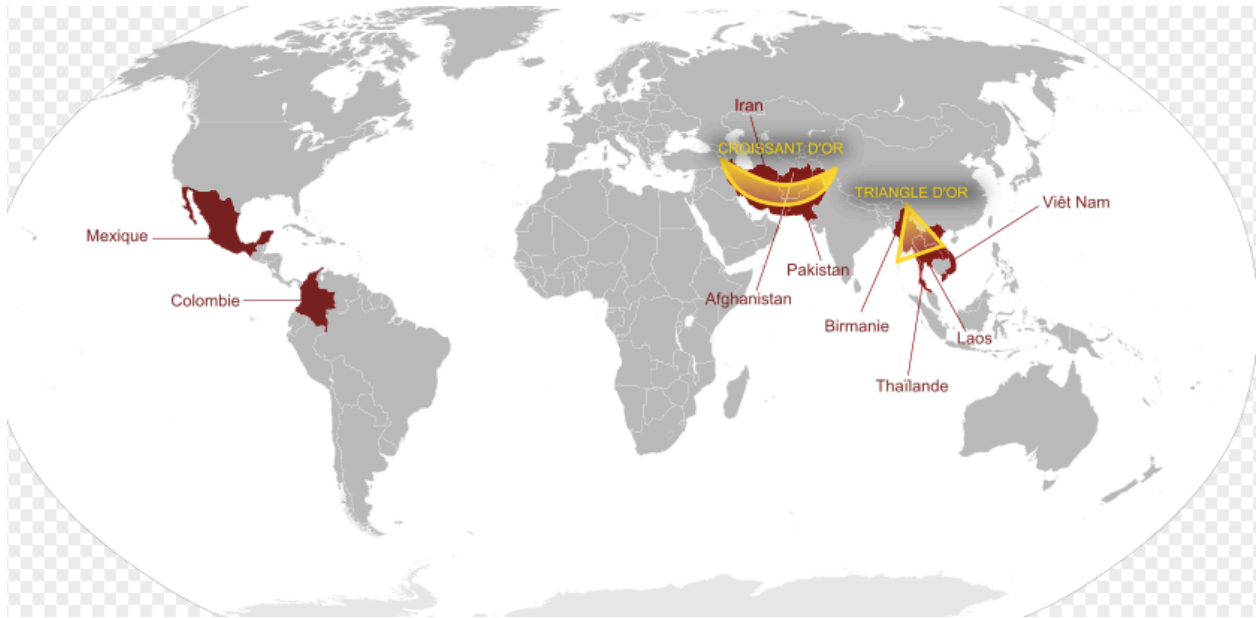 Iran
CROISSANT D'OR
TRIANGLE D'OR
Viêt Nam
Mexique
Pakistan
Colombie
Afghanistan
Birmanie
Laos
Thaïlande